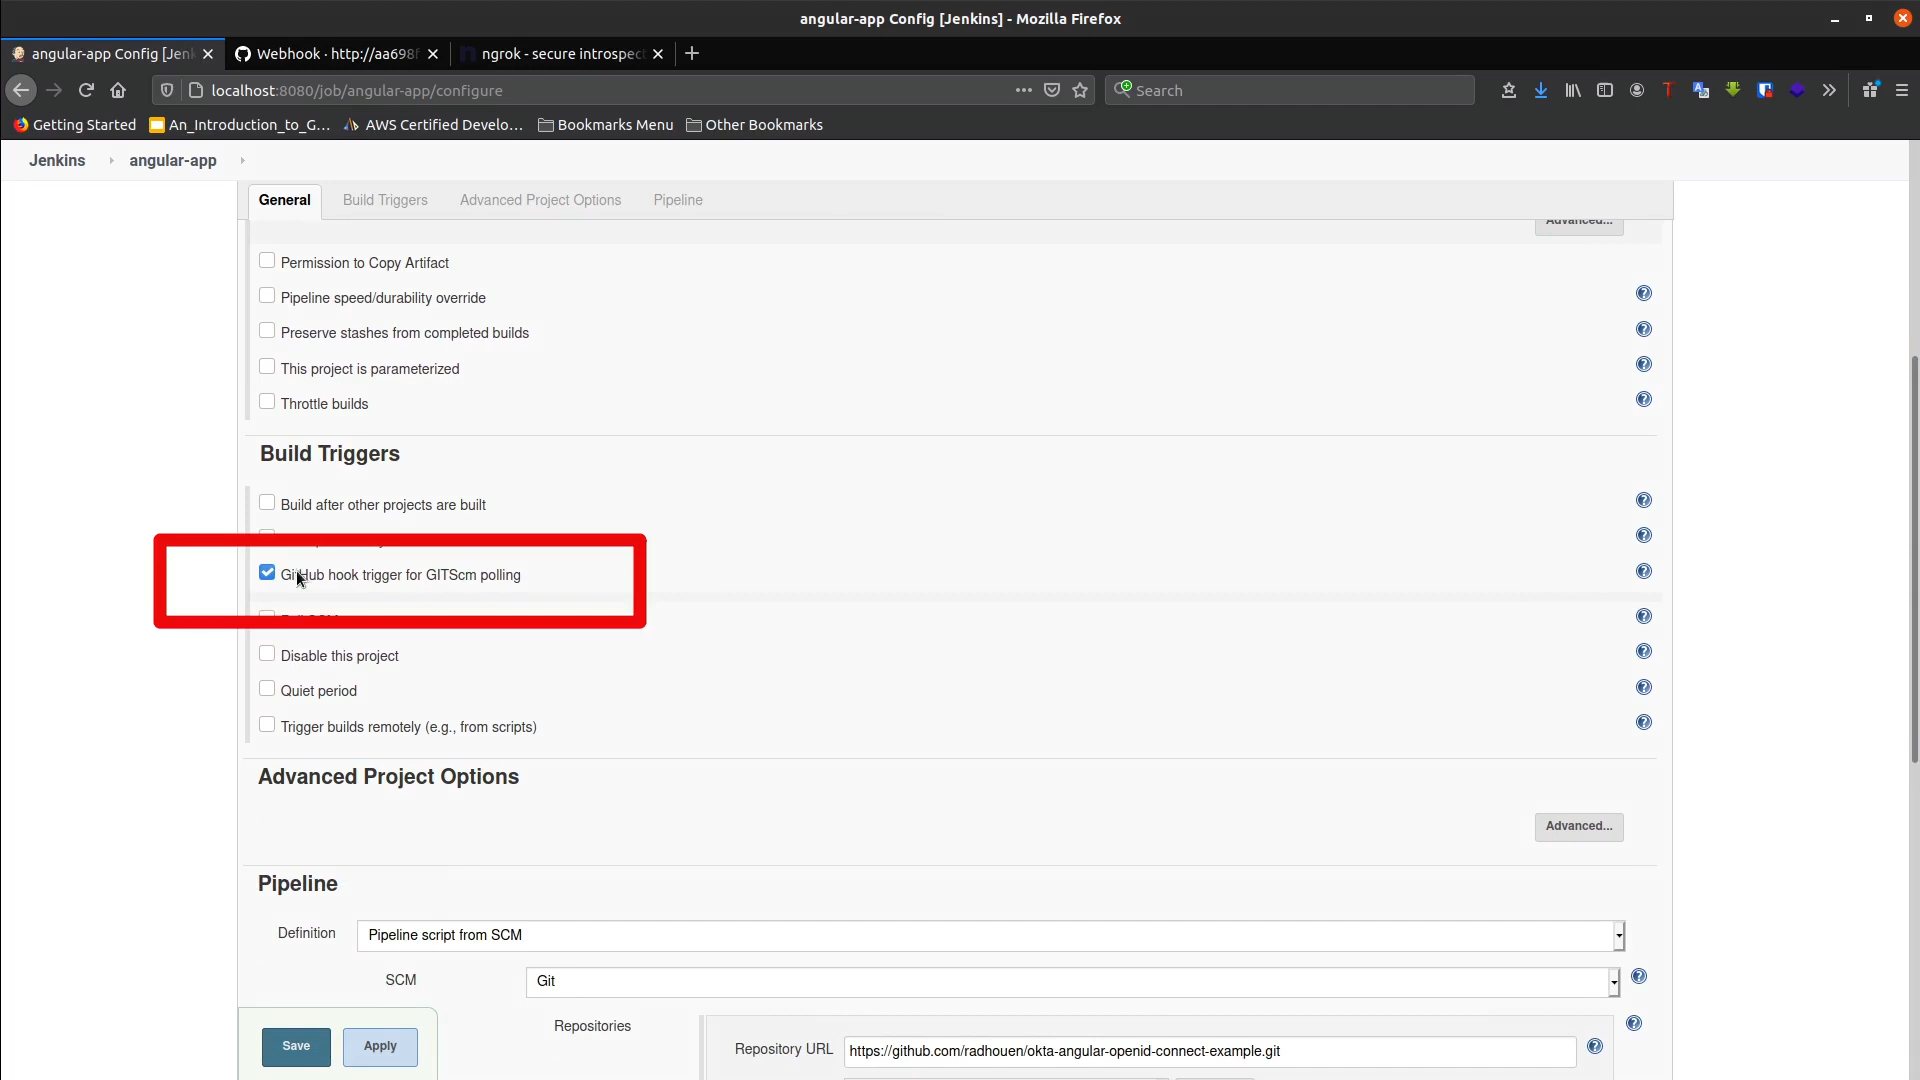 angular-app Config [Jenkins] - Mozilla Firefox
angular-app Config [Jenk
Webhook · http://aa698f
ngrok - secure introspect
localhost:8080/job/angular-app/configure
Search
Getting Started
An_Introduction_to_G...
AWS Certified Develo...
Bookmarks Menu
Other Bookmarks
Jenkins
angular-app
General
Build Triggers
Advanced Project Options
Pipeline
Advanced...
Permission to Copy Artifact
Pipeline speed/durability override
Preserve stashes from completed builds
This project is parameterized
Throttle builds
Build Triggers
Build after other projects are built
GitHub hook trigger for GITScm polling
Disable this project
Quiet period
Trigger builds remotely (e.g., from scripts)
Advanced Project Options
Advanced...
Pipeline
Definition
Pipeline script from SCM
SCM
Git
Repositories
Repository URL
https://github.com/radhouen/okta-angular-openid-connect-example.git
Save
Apply